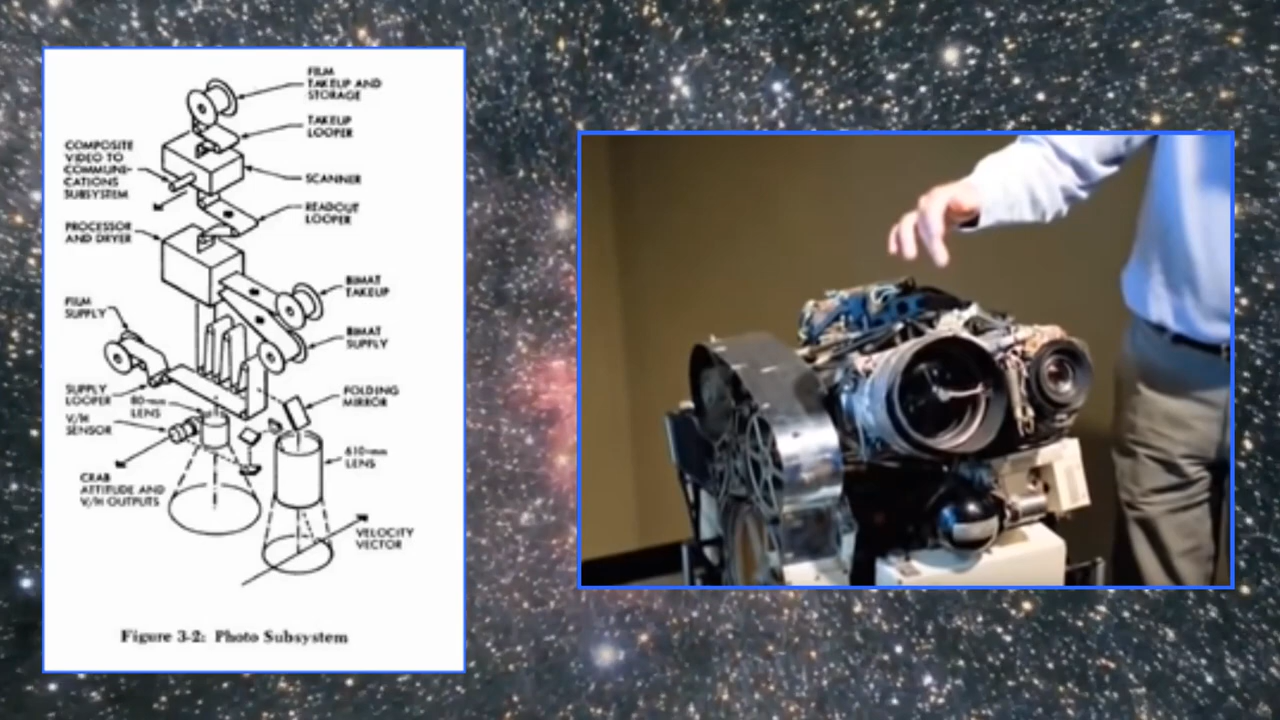 FILM
TAKEUP AND
STORAGE
TAKEUP
LOOPER
COMPOSITE
VIDEO TO
COMMUNI-
CATIONS
SUBSYSTEM
SCANNER
READOUT
LOOPER
PROCESSOR
AND DRYER
BIMAT
TAKEUP
FILM
SUPPLY
BIMAT
SUPPLY
SUPPLY
LOOPER
80-mm
LENS
FOLDING
MIRROR
V/H
SENSOR
610-mm
LENS
CRAB
ATTITUDE AND
V/H OUTPUTS
VELOCITY
VECTOR
Figure 3-2: Photo Subsystem